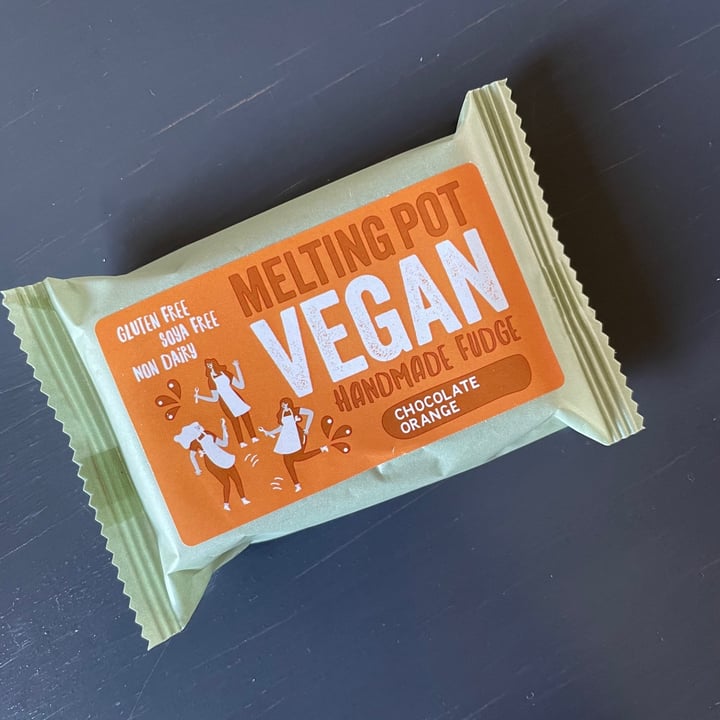 MELTING POT
VEGAN
HANDMADE FUDGE
CHOCOLATE
ORANGE
GLUTEN FREE
SOYA FREE
NON DAIRY